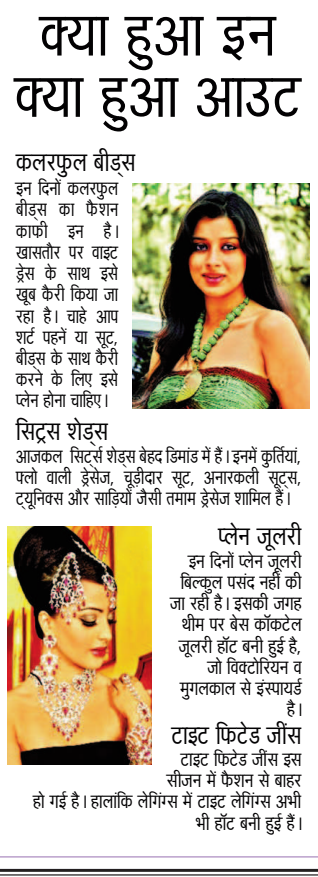 क्या हुआ इन
क्या हुआ आउट
कलरफुल बीड्स
इन दिनों कलरफुल
बीड्स का फैशन
काफी इन है।
खासतौर पर वाइट
ड्रेस के साथ इसे
खूब कैरी किया जा
रहा है। चाहे आप
शर्ट पहनें या सूट,
बीड्स के साथ कैरी
करने के लिए इसे
प्लेन होना चाहिए।
सिट्रस शेड्स
आजकल सिटर्स शेड्स बेहद डिमांड में हैं। इनमें कुर्तियां,
फ्लो वाली ड्रेसेज, चूड़ीदार सूट, अनारकली सूट्स,
ट्यूनिक्स और साड़ियों जैसी तमाम ड्रेसेज शामिल हैं।
प्लेन जूलरी
इन दिनों प्लेन जूलरी
बिल्कुल पसंद नहीं की
जा रही है। इसकी जगह
थीम पर बेस कॉकटेल
जूलरी हॉट बनी हुई है,
जो विक्टोरियन व
मुगलकाल से इंस्पायर्ड
है।
टाइट फिटेड जींस
टाइट फिटेड जींस इस
सीजन में फैशन से बाहर
हो गई है। हालांकि लेगिंग्स में टाइट लेगिंग्स अभी
भी हॉट बनी हुई हैं।